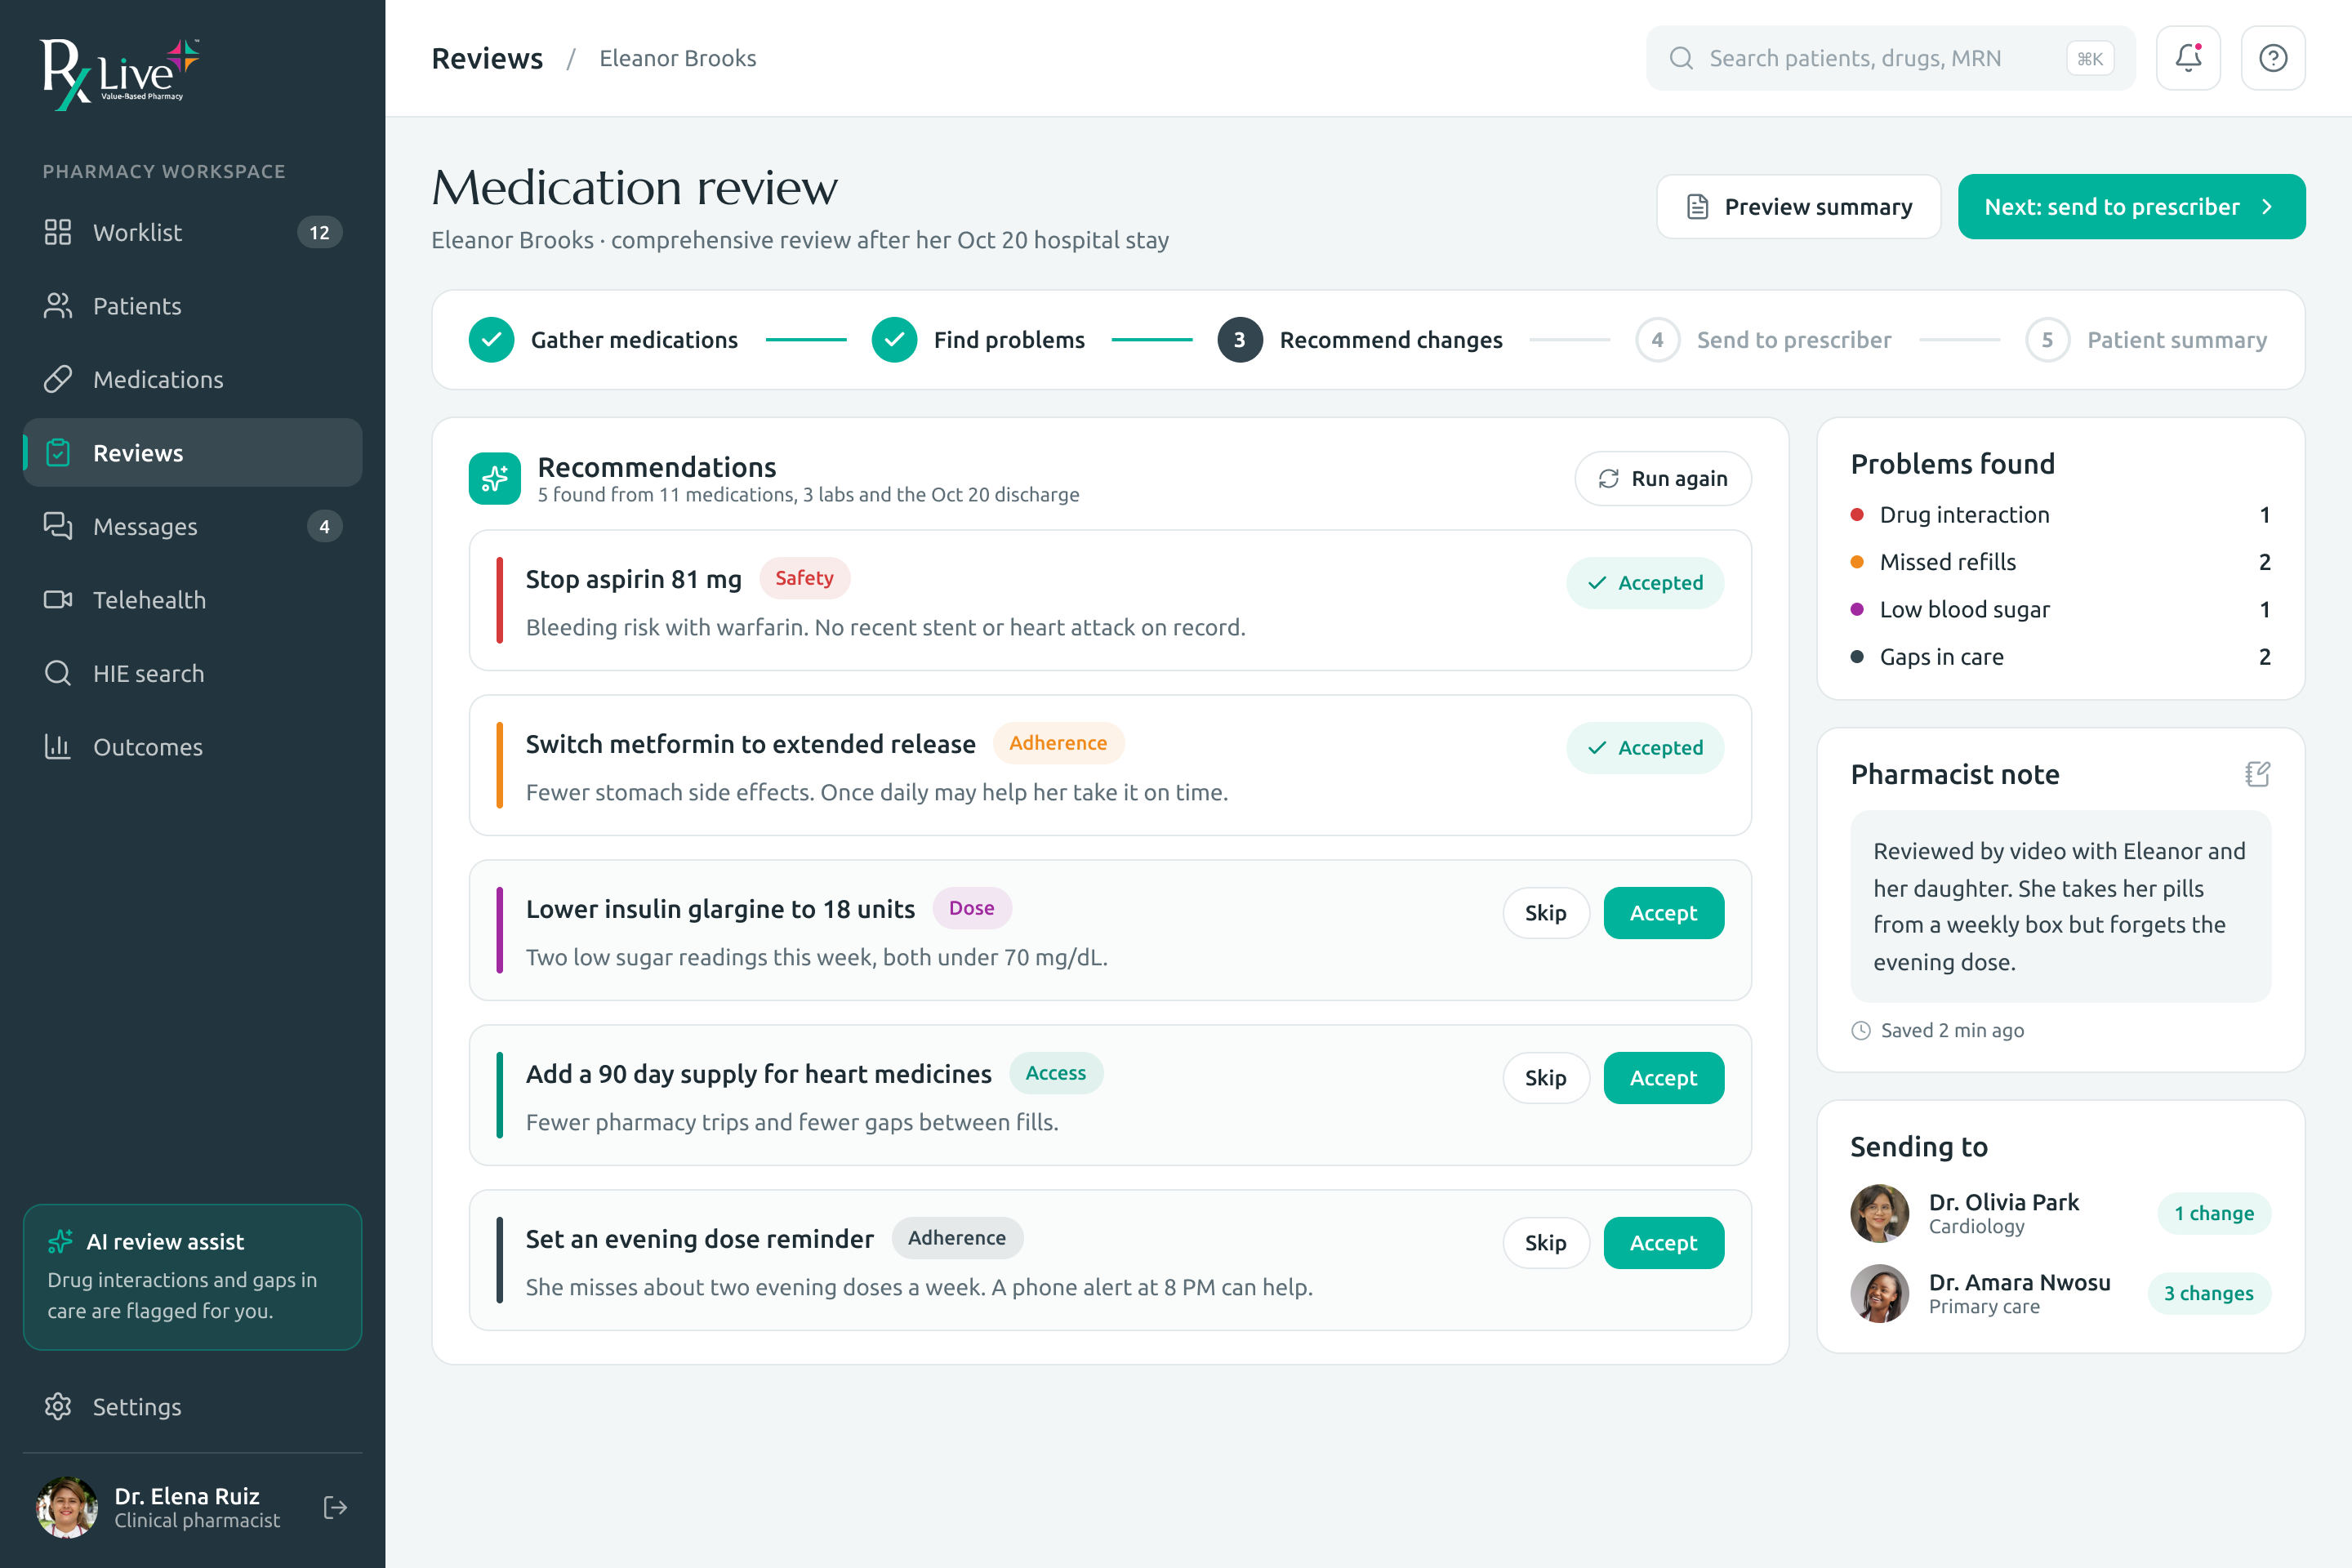 Rx Live ™
Value-Based Pharmacy
PHARMACY WORKSPACE
Worklist 12
Patients
Medications
Reviews
Messages 4
Telehealth
HIE search
Outcomes
AI review assist
Drug interactions and gaps in
care are flagged for you.
Settings
Dr. Elena Ruiz
Clinical pharmacist
Reviews / Eleanor Brooks
Search patients, drugs, MRN ⌘K
Medication review
Eleanor Brooks · comprehensive review after her Oct 20 hospital stay
Preview summary
Next: send to prescriber
Gather medications
Find problems
3 Recommend changes
4 Send to prescriber
5 Patient summary
Recommendations
5 found from 11 medications, 3 labs and the Oct 20 discharge
Run again
Stop aspirin 81 mg Safety
Bleeding risk with warfarin. No recent stent or heart attack on record.
Accepted
Switch metformin to extended release Adherence
Fewer stomach side effects. Once daily may help her take it on time.
Accepted
Lower insulin glargine to 18 units Dose
Two low sugar readings this week, both under 70 mg/dL.
Skip Accept
Add a 90 day supply for heart medicines Access
Fewer pharmacy trips and fewer gaps between fills.
Skip Accept
Set an evening dose reminder Adherence
She misses about two evening doses a week. A phone alert at 8 PM can help.
Skip Accept
Problems found
Drug interaction 1
Missed refills 2
Low blood sugar 1
Gaps in care 2
Pharmacist note
Reviewed by video with Eleanor and
her daughter. She takes her pills
from a weekly box but forgets the
evening dose.
Saved 2 min ago
Sending to
Dr. Olivia Park
Cardiology
1 change
Dr. Amara Nwosu
Primary care
3 changes